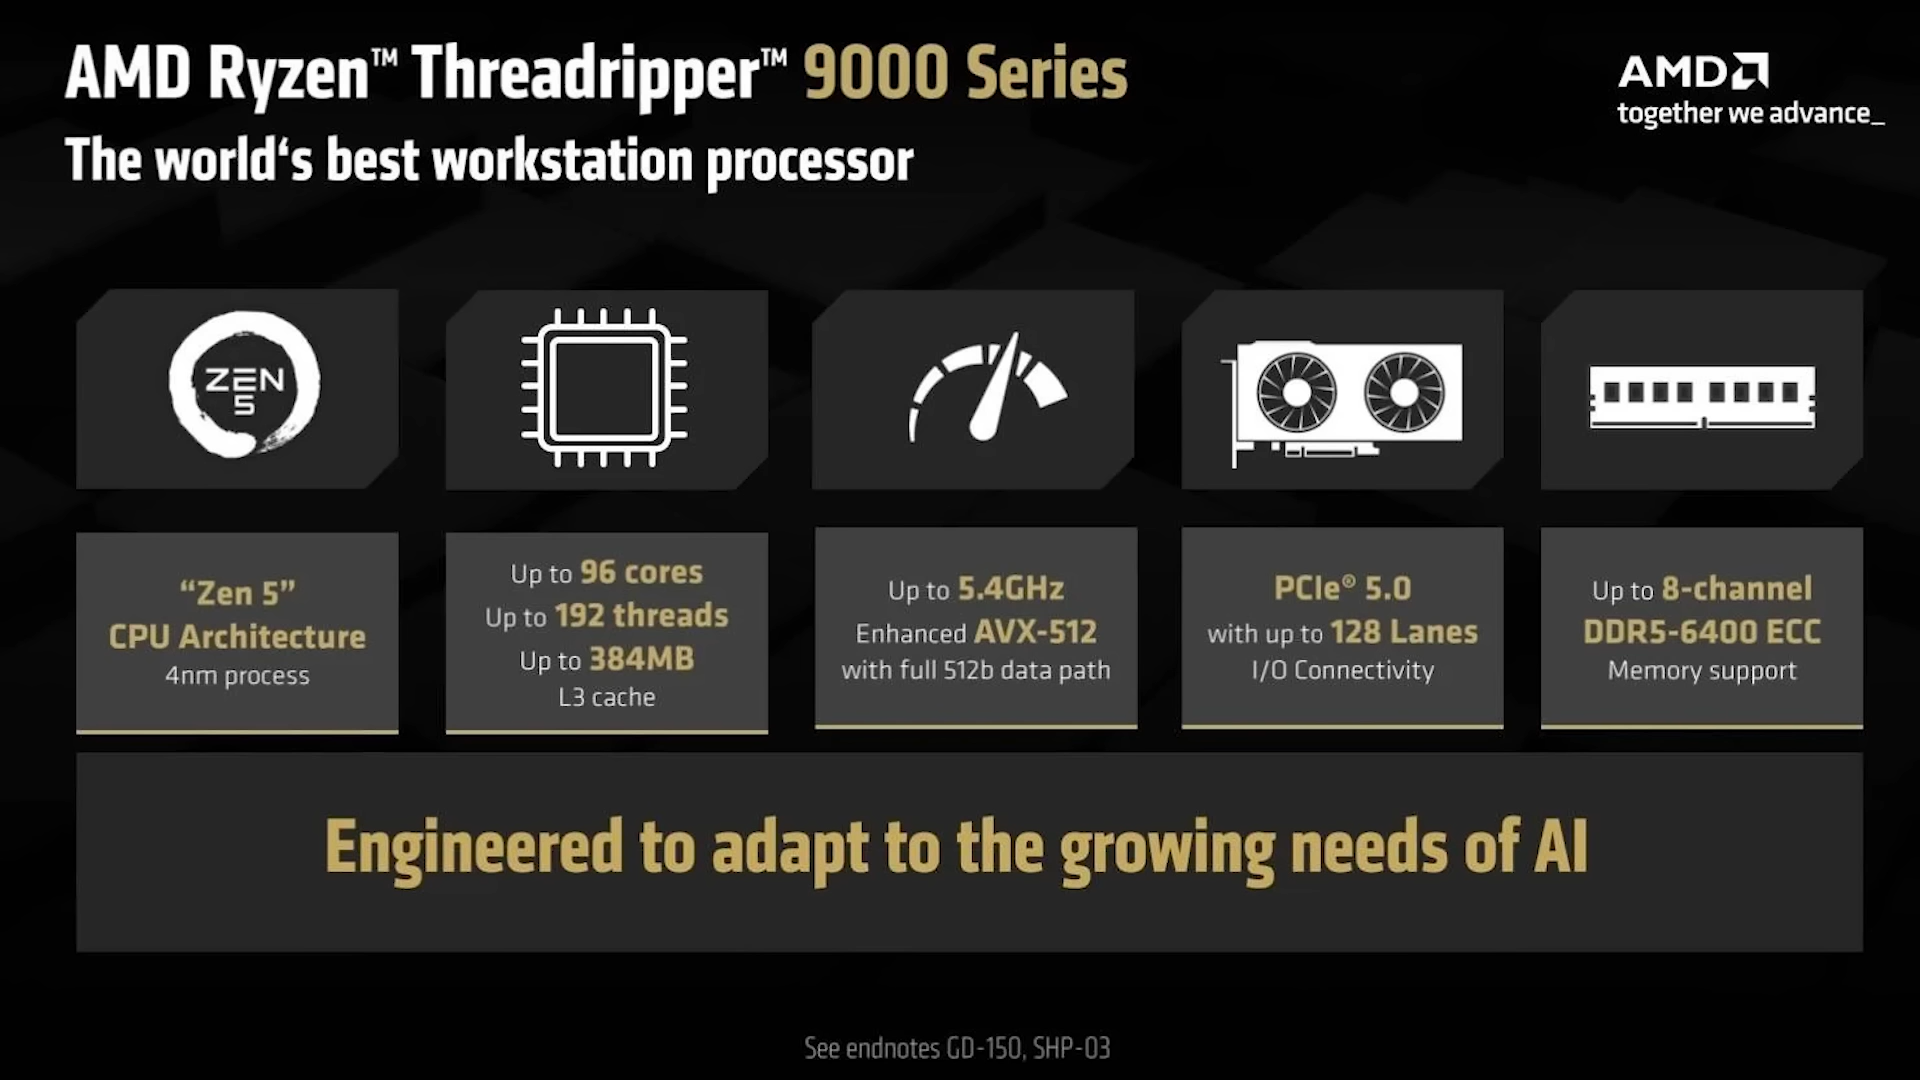 AMD Ryzen™ Threadripper™ 9000 Series
The world‘s best workstation processor
AMD
together we advance_
ZEN
5
“Zen 5”
CPU Architecture
4nm process
Up to 96 cores
Up to 192 threads
Up to 384MB
L3 cache
Up to 5.4GHz
Enhanced AVX-512
with full 512b data path
PCIe® 5.0
with up to 128 Lanes
I/O Connectivity
Up to 8-channel
DDR5-6400 ECC
Memory support
Engineered to adapt to the growing needs of AI
See endnotes GD-150, SHP-03